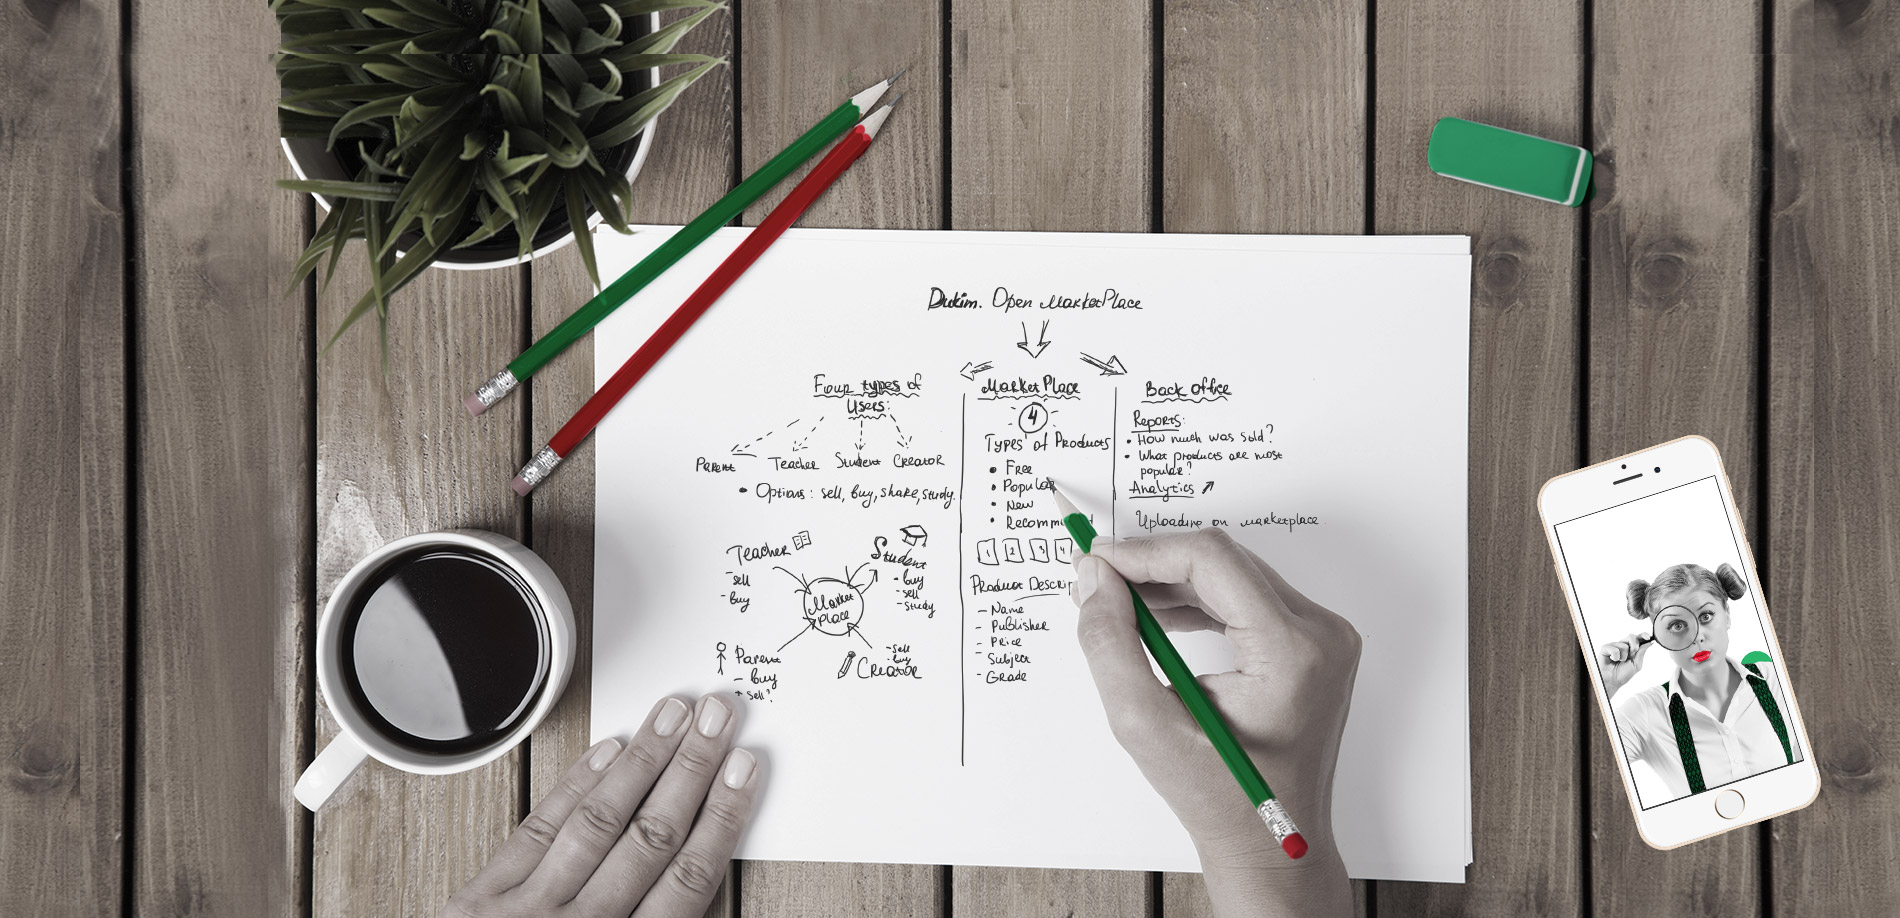 Dukim. Open MarketPlace
Four types of
Users:
Parent Teacher Student Creator
• Options: sell, buy, share, study.
Teacher
- sell
- buy
Student
- buy
- sell
- study
Market
place
Parent
- buy
+ sell?
- sell
- buy
Creator
MarketPlace
4
Types of Products
• Free
• Popular
• New
• Recomm
1 2 3 4
Product Descrip
- Name
- Publisher
- Price
- Subject
- Grade
Back office
Reports:
• How much was sold?
• What products are most
popular?
Analytics
Uploading on marketplace.